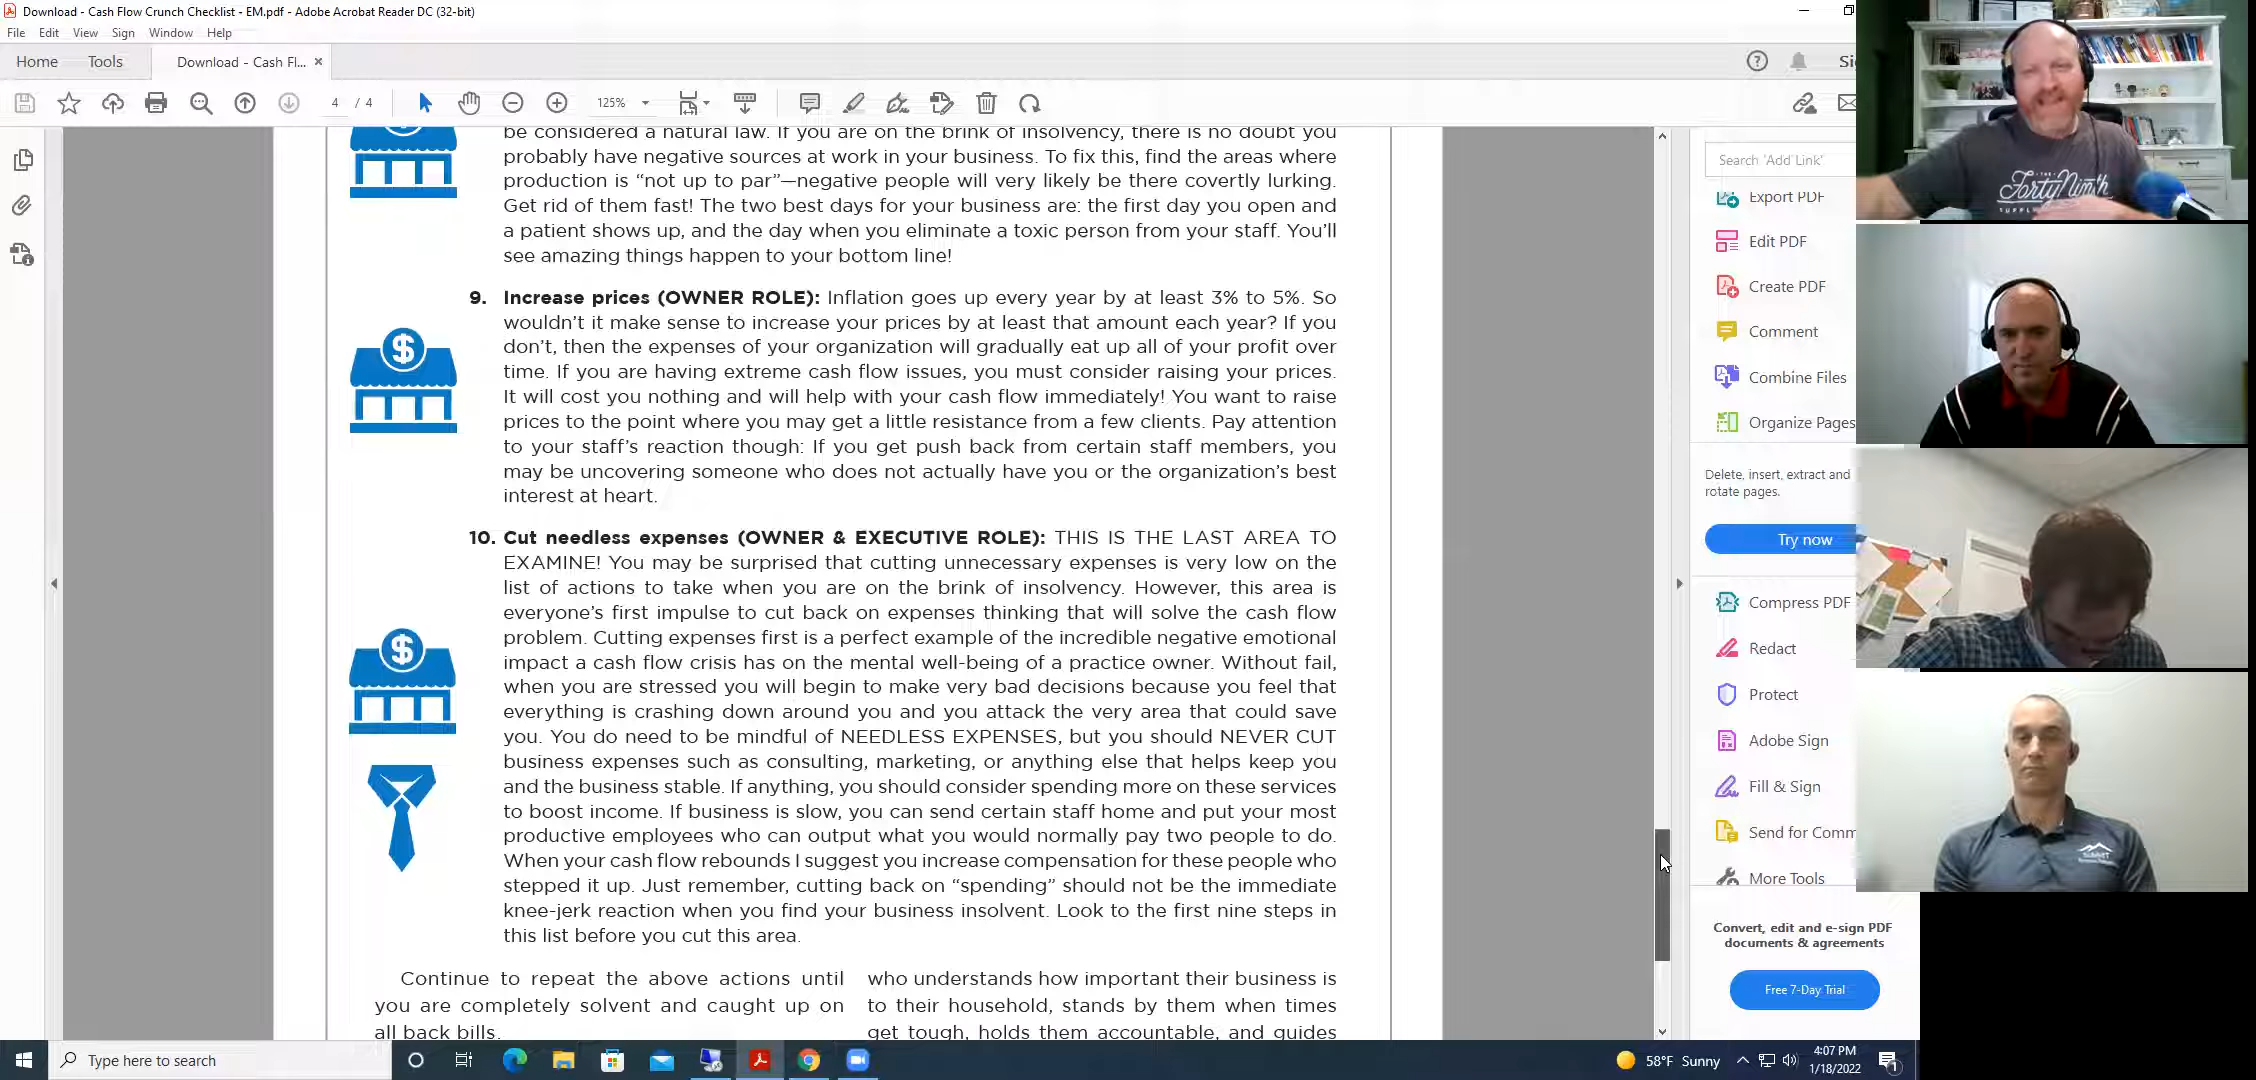 Download - Cash Flow Crunch Checklist - EM.pdf - Adobe Acrobat Reader DC (32-bit)
File Edit View Sign Window Help
Home Tools Download - Cash Fl... ×
4 / 4 125%
be considered a natural law. If you are on the brink of insolvency, there is no doubt you
probably have negative sources at work in your business. To fix this, find the areas where
production is “not up to par”—negative people will very likely be there covertly lurking.
Get rid of them fast! The two best days for your business are: the first day you open and
a patient shows up, and the day when you eliminate a toxic person from your staff. You’ll
see amazing things happen to your bottom line!
9. Increase prices (OWNER ROLE): Inflation goes up every year by at least 3% to 5%. So
wouldn’t it make sense to increase your prices by at least that amount each year? If you
don’t, then the expenses of your organization will gradually eat up all of your profit over
time. If you are having extreme cash flow issues, you must consider raising your prices.
It will cost you nothing and will help with your cash flow immediately! You want to raise
prices to the point where you may get a little resistance from a few clients. Pay attention
to your staff’s reaction though: If you get push back from certain staff members, you
may be uncovering someone who does not actually have you or the organization’s best
interest at heart.
$
10. Cut needless expenses (OWNER & EXECUTIVE ROLE): THIS IS THE LAST AREA TO
EXAMINE! You may be surprised that cutting unnecessary expenses is very low on the
list of actions to take when you are on the brink of insolvency. However, this area is
everyone’s first impulse to cut back on expenses thinking that will solve the cash flow
problem. Cutting expenses first is a perfect example of the incredible negative emotional
impact a cash flow crisis has on the mental well-being of a practice owner. Without fail,
when you are stressed you will begin to make very bad decisions because you feel that
everything is crashing down around you and you attack the very area that could save
you. You do need to be mindful of NEEDLESS EXPENSES, but you should NEVER CUT
business expenses such as consulting, marketing, or anything else that helps keep you
and the business stable. If anything, you should consider spending more on these services
to boost income. If business is slow, you can send certain staff home and put your most
productive employees who can output what you would normally pay two people to do.
When your cash flow rebounds I suggest you increase compensation for these people who
stepped it up. Just remember, cutting back on “spending” should not be the immediate
knee-jerk reaction when you find your business insolvent. Look to the first nine steps in
this list before you cut this area.
$
Continue to repeat the above actions until
you are completely solvent and caught up on
all back bills.
who understands how important their business is
to their household, stands by them when times
get tough, holds them accountable, and guides
Search 'Add Link'
Export PDF
Edit PDF
Create PDF
Comment
Combine Files
Organize Pages
Delete, insert, extract and
rotate pages.
Try now
Compress PDF
Redact
Protect
Adobe Sign
Fill & Sign
Send for Comm
More Tools
Convert, edit and e-sign PDF
documents & agreements
Free 7-Day Trial
THE
FortyNinth
SUMMIT
Type here to search
58°F Sunny
4:07 PM
1/18/2022
1